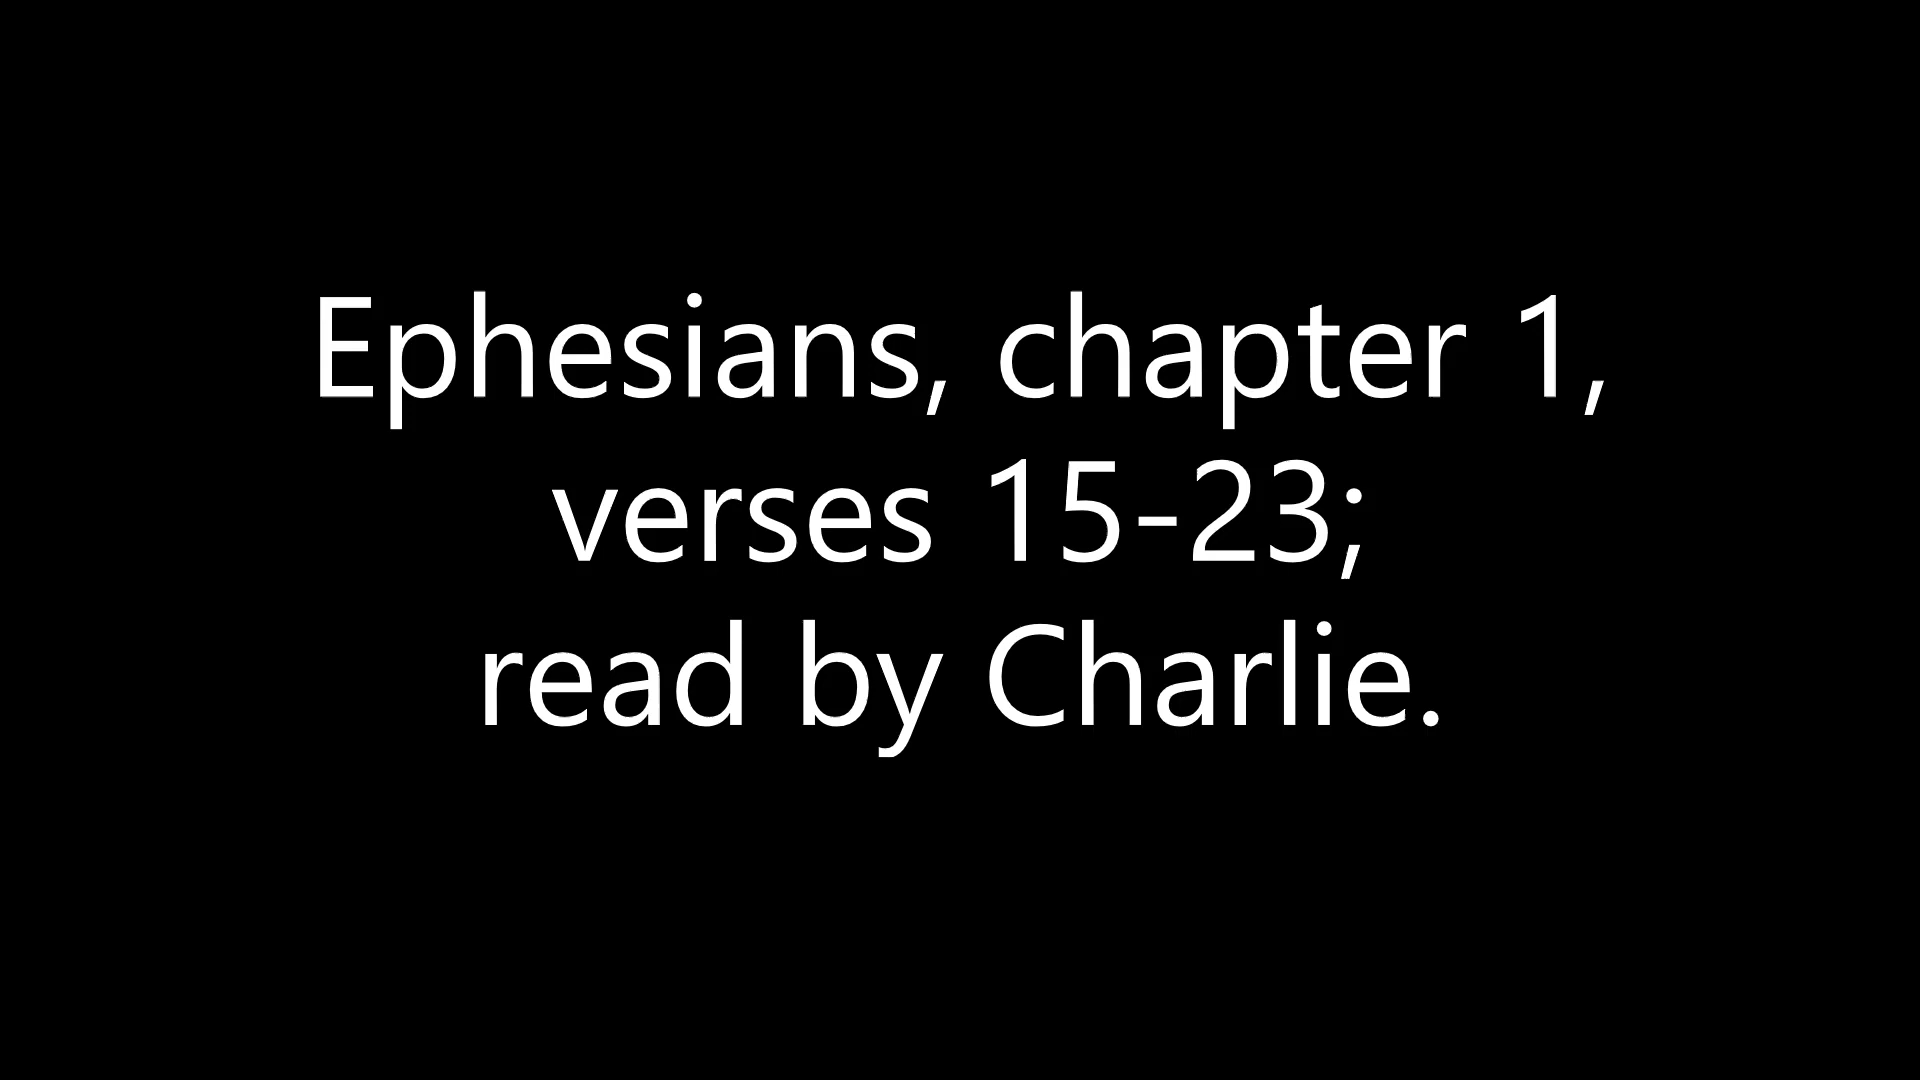 Ephesians, chapter 1,
verses 15-23;
read by Charlie.